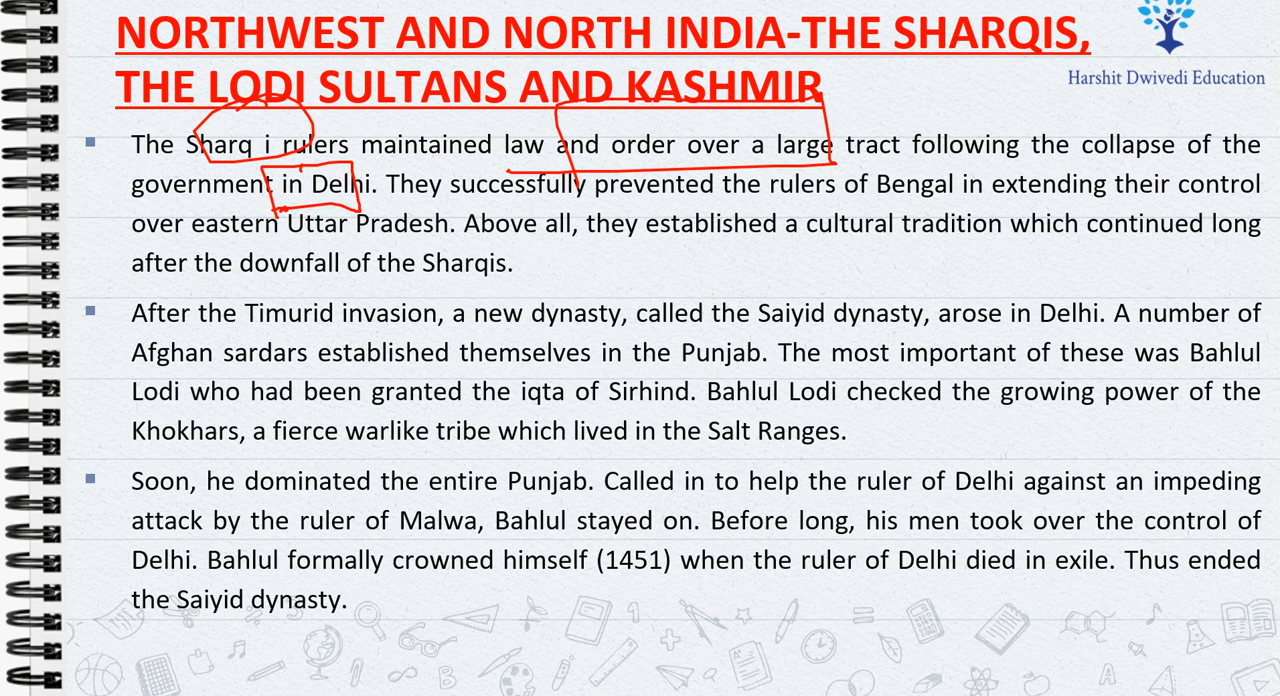 NORTHWEST AND NORTH INDIA-THE SHARQIS,
THE LODI SULTANS AND KASHMIR
Harshit Dwivedi Education
▪ The Sharq i rulers maintained law and order over a large tract following the collapse of the
government in Delhi. They successfully prevented the rulers of Bengal in extending their control
over eastern Uttar Pradesh. Above all, they established a cultural tradition which continued long
after the downfall of the Sharqis.
▪ After the Timurid invasion, a new dynasty, called the Saiyid dynasty, arose in Delhi. A number of
Afghan sardars established themselves in the Punjab. The most important of these was Bahlul
Lodi who had been granted the iqta of Sirhind. Bahlul Lodi checked the growing power of the
Khokhars, a fierce warlike tribe which lived in the Salt Ranges.
▪ Soon, he dominated the entire Punjab. Called in to help the ruler of Delhi against an impeding
attack by the ruler of Malwa, Bahlul stayed on. Before long, his men took over the control of
Delhi. Bahlul formally crowned himself (1451) when the ruler of Delhi died in exile. Thus ended
the Saiyid dynasty.